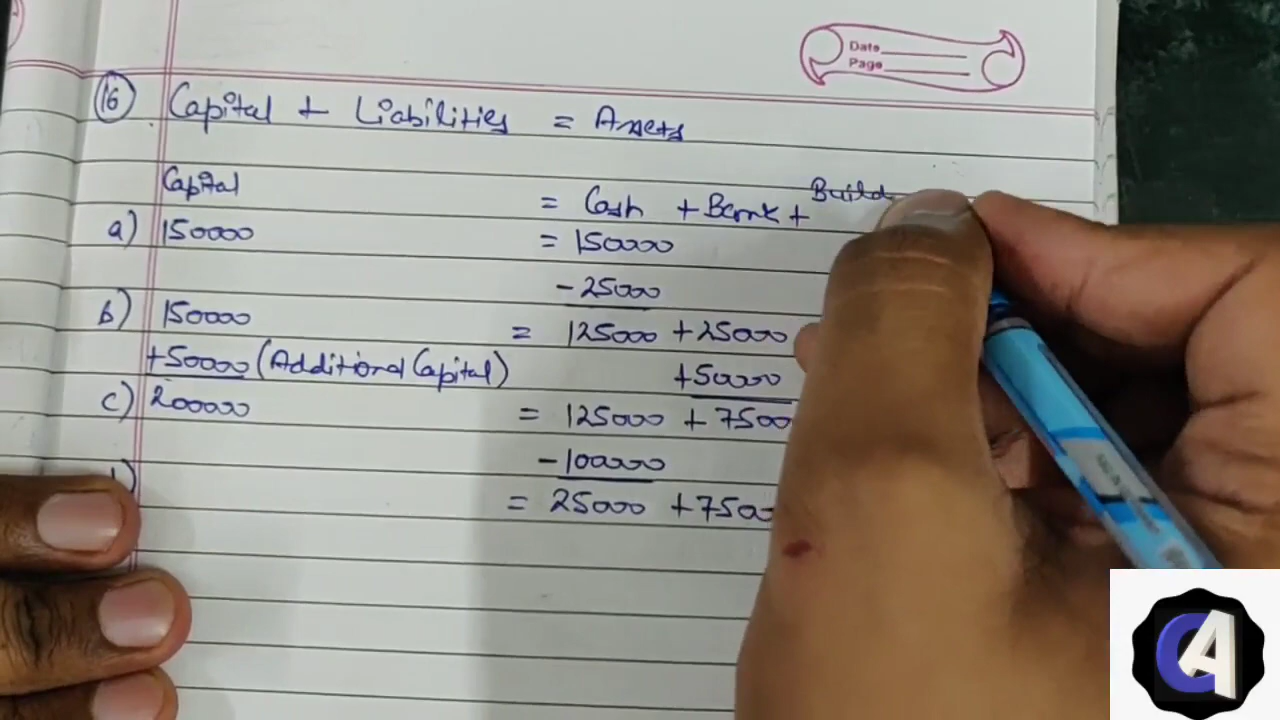 Date
Page
16 Capital + Liabilities = Assets
Capital = Cash + Bank + Build
a) 150000 = 150000
-25000
b) 150000 = 125000 + 25000
+50000 (Additional Capital) +50000
c) 200000 = 125000 + 7500
-100000
= 25000 + 7500
CA